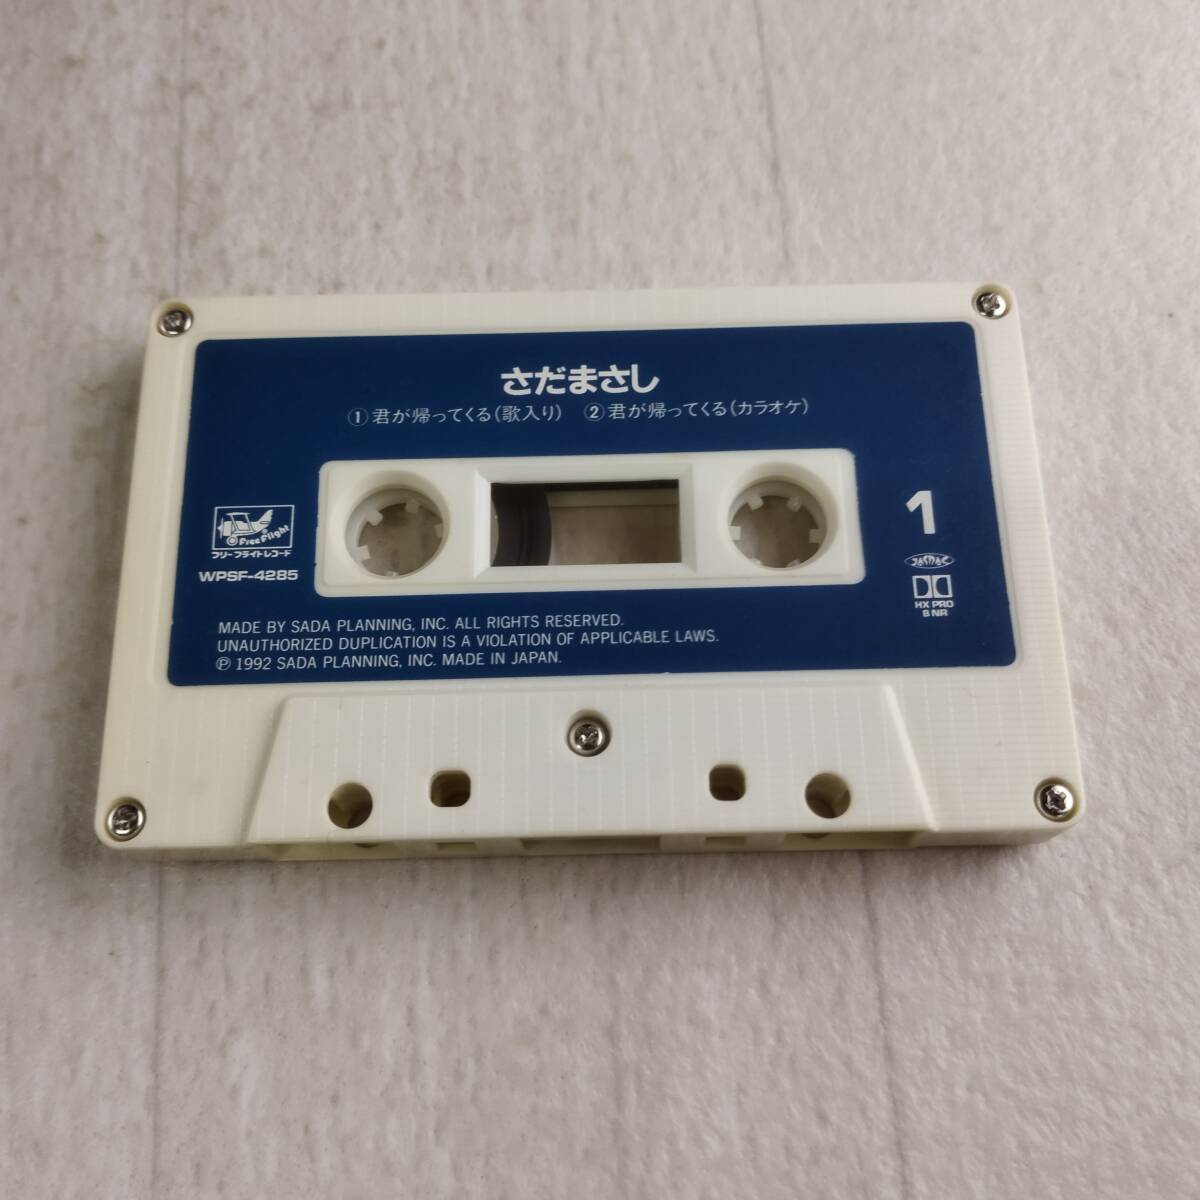 さだまさし
①君が帰ってくる(歌入り) ②君が帰ってくる(カラオケ)
1
Free Flight
フリーフライトレコード
WPSF-4285
JASRAC
HX PRO
B NR
MADE BY SADA PLANNING, INC. ALL RIGHTS RESERVED.
UNAUTHORIZED DUPLICATION IS A VIOLATION OF APPLICABLE LAWS.
℗ 1992 SADA PLANNING, INC. MADE IN JAPAN.